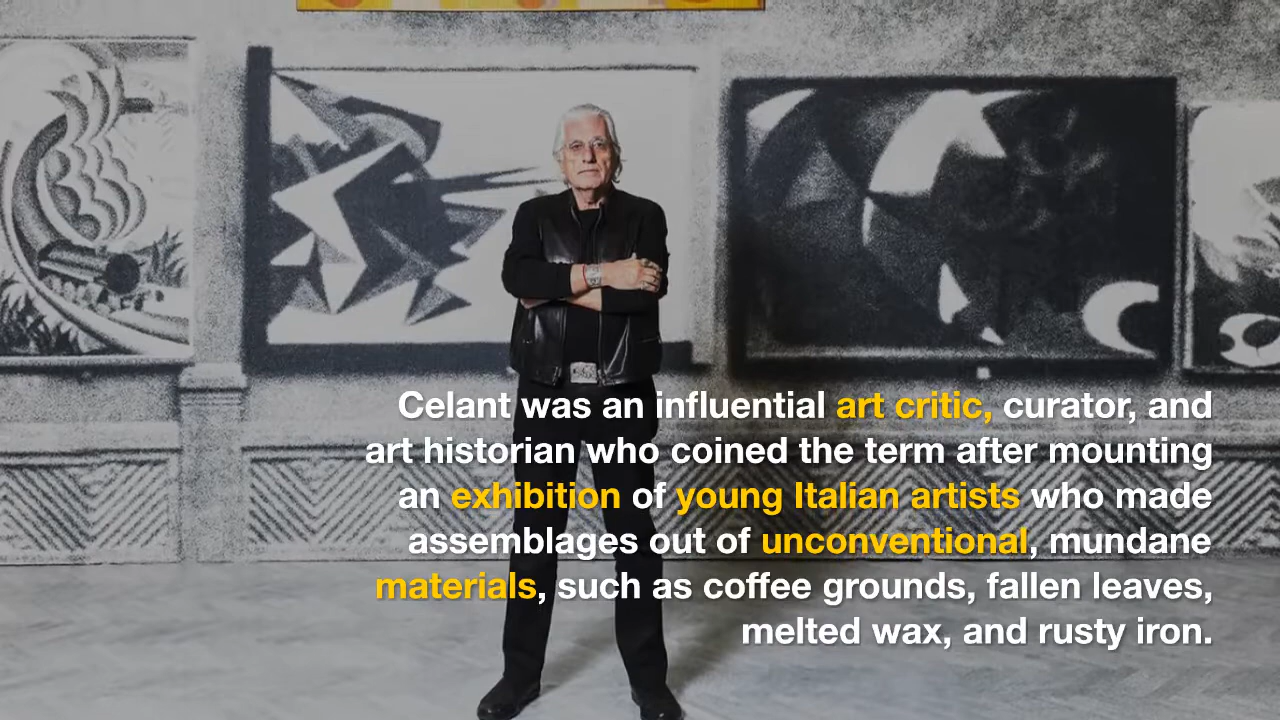 Celant was an influential art critic, curator, and
art historian who coined the term after mounting
an exhibition of young Italian artists who made
assemblages out of unconventional, mundane
materials, such as coffee grounds, fallen leaves,
melted wax, and rusty iron.